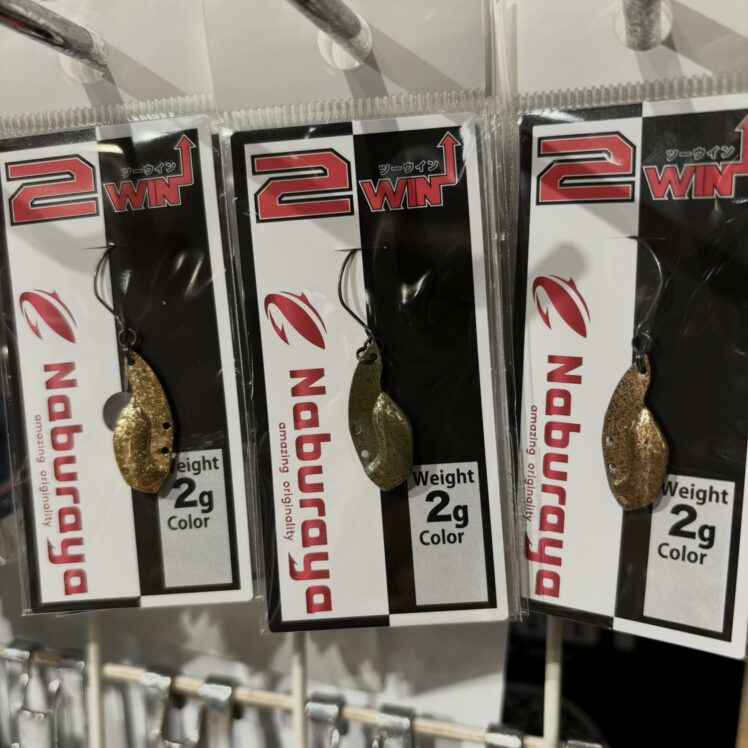 2
ツーウイン
WIN
Naburaya
amazing originality
Weight
2g
Color
2
ツーウイン
WIN
Naburaya
amazing originality
Weight
2g
Color
2
ツーウイン
WIN
Naburaya
amazing originality
Weight
2g
Color